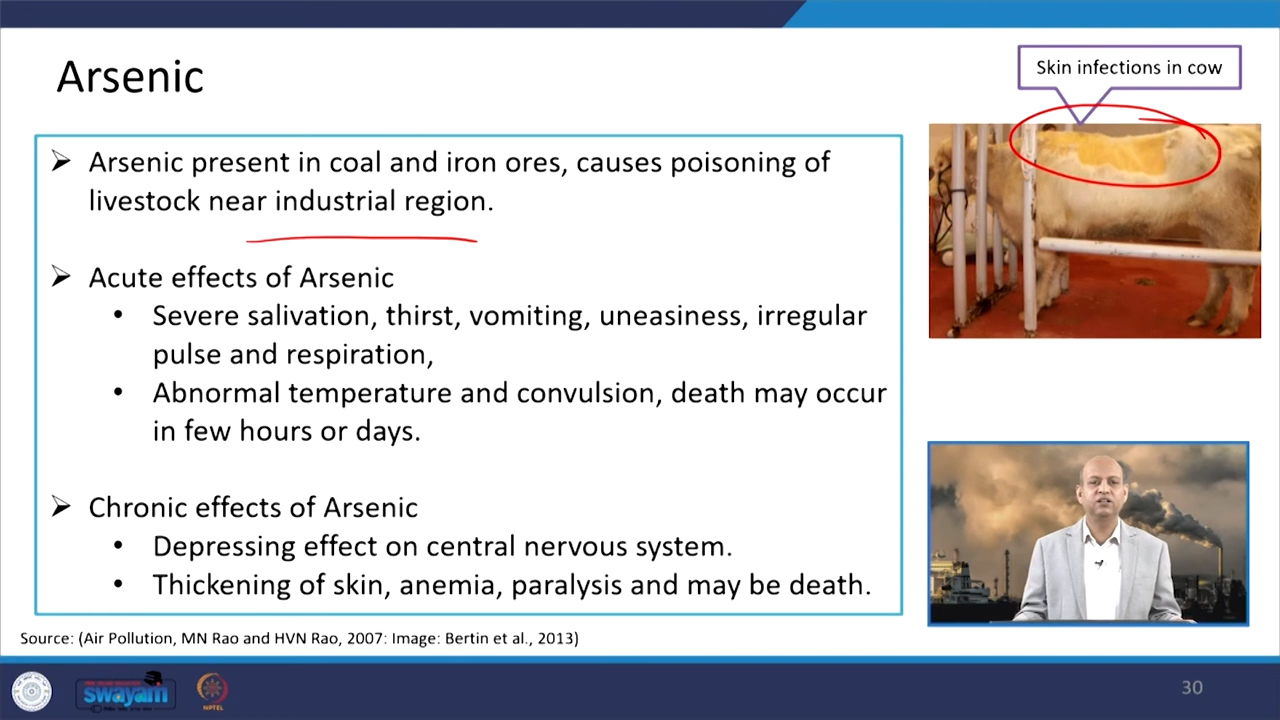 Arsenic
Skin infections in cow
➢ Arsenic present in coal and iron ores, causes poisoning of
livestock near industrial region.
➢ Acute effects of Arsenic
• Severe salivation, thirst, vomiting, uneasiness, irregular
pulse and respiration,
• Abnormal temperature and convulsion, death may occur
in few hours or days.
➢ Chronic effects of Arsenic
• Depressing effect on central nervous system.
• Thickening of skin, anemia, paralysis and may be death.
Source: (Air Pollution, MN Rao and HVN Rao, 2007: Image: Bertin et al., 2013)
swayam
NPTEL
30